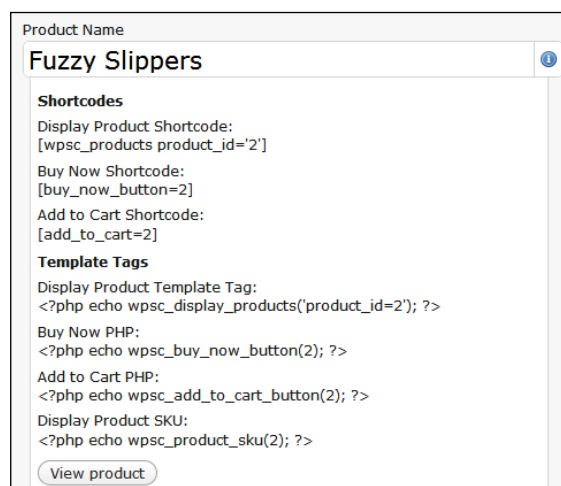 Product Name
Fuzzy Slippers
Shortcodes
Display Product Shortcode:
[wpsc_products product_id='2']
Buy Now Shortcode:
[buy_now_button=2]
Add to Cart Shortcode:
[add_to_cart=2]
Template Tags
Display Product Template Tag:
<?php echo wpsc_display_products('product_id=2'); ?>
Buy Now PHP:
<?php echo wpsc_buy_now_button(2); ?>
Add to Cart PHP:
<?php echo wpsc_add_to_cart_button(2); ?>
Display Product SKU:
<?php echo wpsc_product_sku(2); ?>
View product